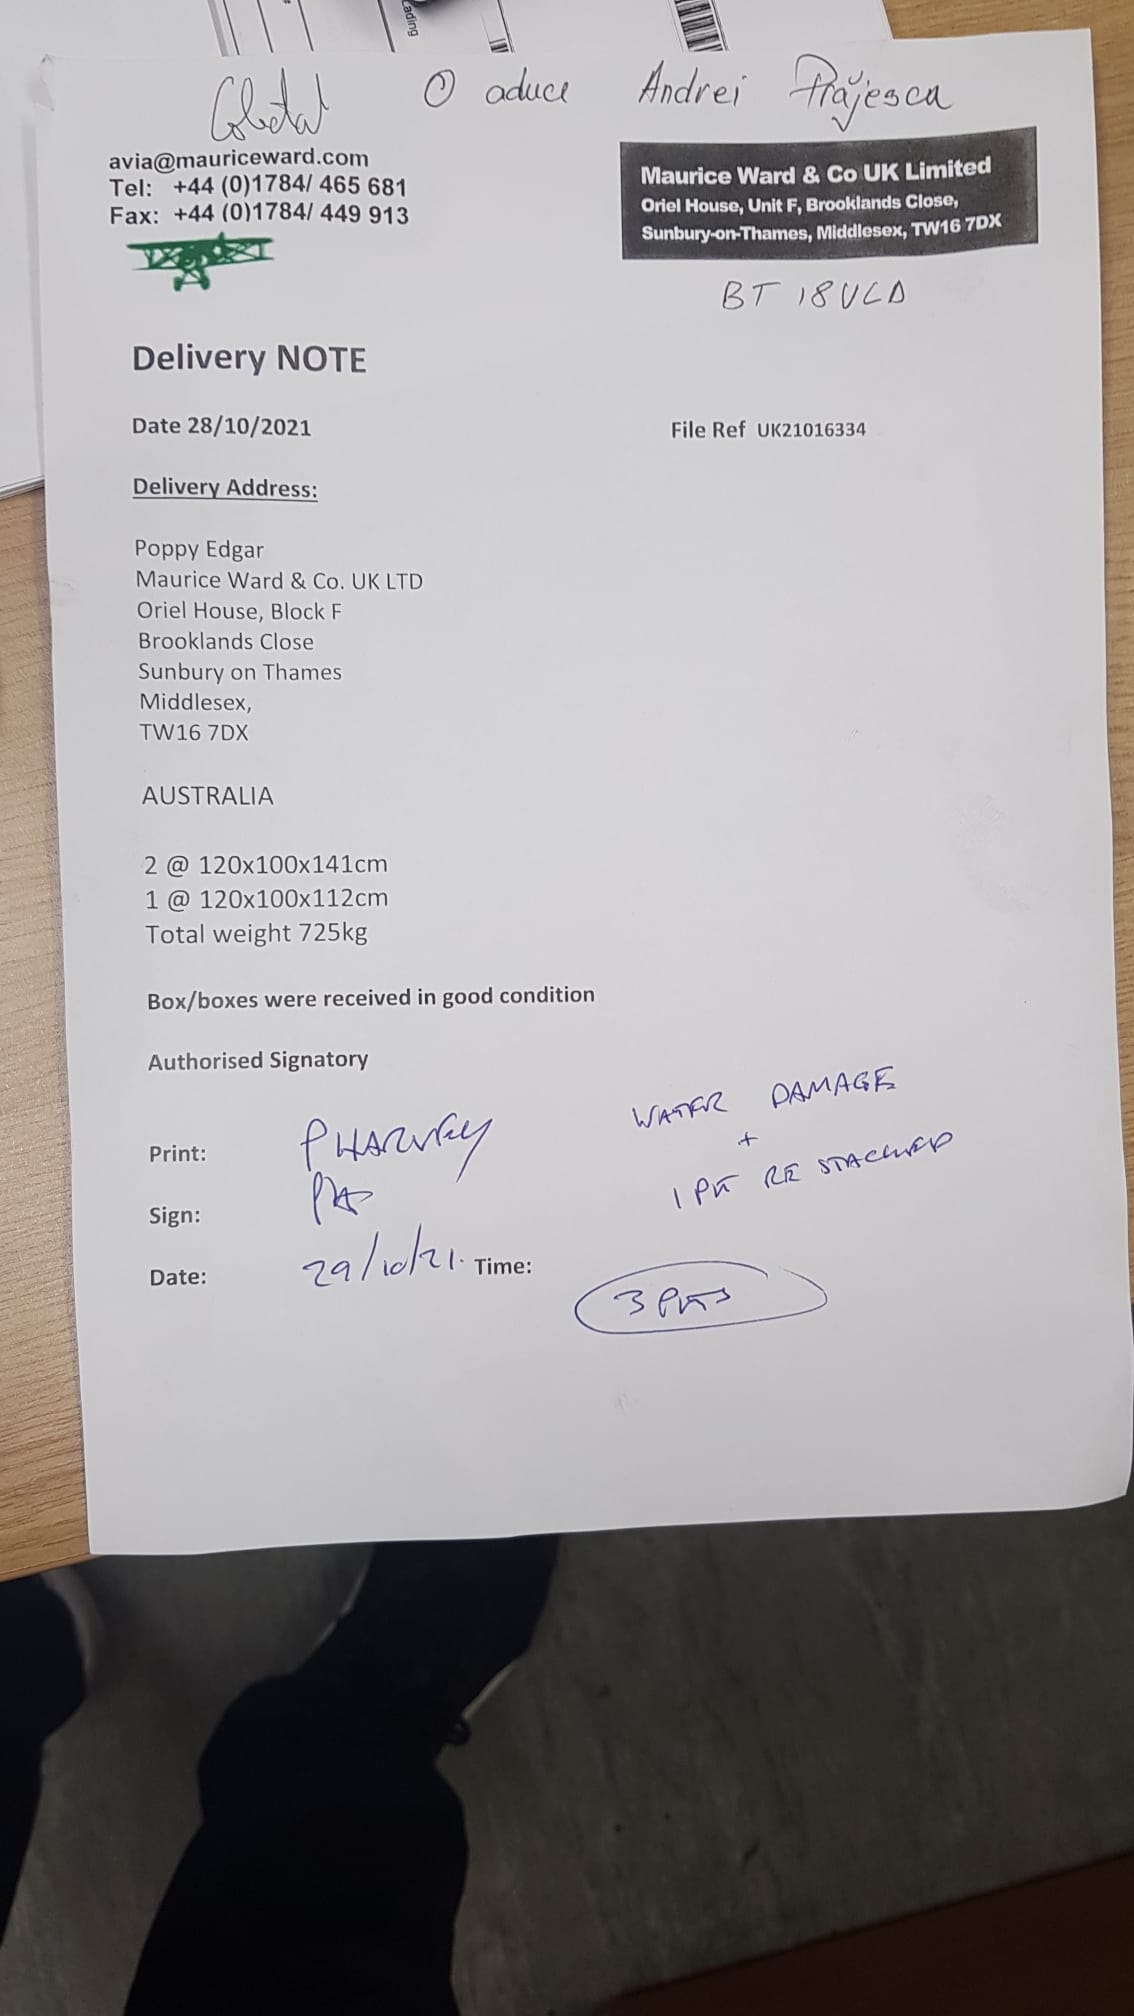 ading
Global O aduce Andrei Prăjesca
avia@mauriceward.com
Tel: +44 (0)1784/ 465 681
Fax: +44 (0)1784/ 449 913
Maurice Ward & Co UK Limited
Oriel House, Unit F, Brooklands Close,
Sunbury-on-Thames, Middlesex, TW16 7DX
BT 18 VLD
Delivery NOTE
Date 28/10/2021 File Ref UK21016334
Delivery Address:
Poppy Edgar
Maurice Ward & Co. UK LTD
Oriel House, Block F
Brooklands Close
Sunbury on Thames
Middlesex,
TW16 7DX
AUSTRALIA
2 @ 120x100x141cm
1 @ 120x100x112cm
Total weight 725kg
Box/boxes were received in good condition
Authorised Signatory
Print: P HARVEY
Sign:
Date: 29/10/21. Time:
WATER DAMAGE
+
1 PLT RE STACKED
3 PLTS